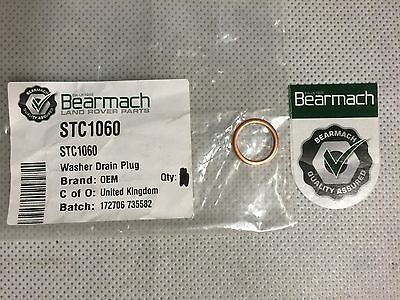 Bearmach
LAND ROVER PARTS
STC1060
STC1060
Washer Drain Plug
Brand: OEM Qty:
C of O: United Kingdom
Batch: 172706 735582
Bearmach
BEARMACH
QUALITY ASSURED